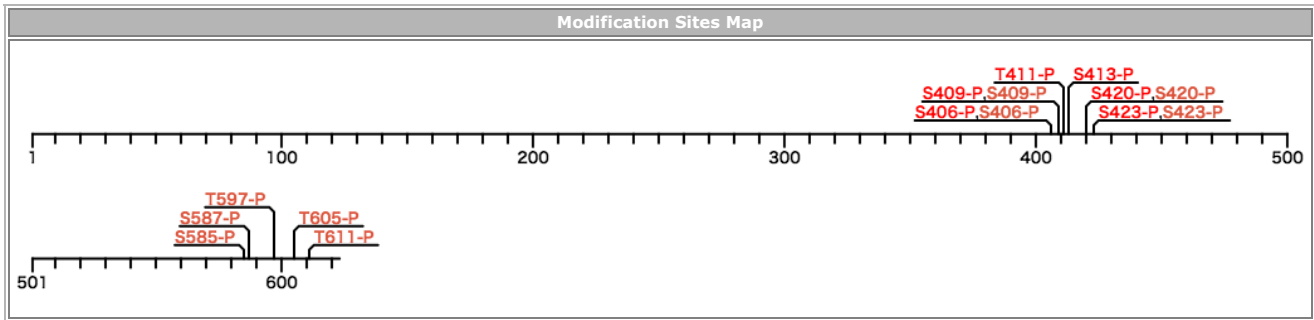 Modification Sites Map
T411-P S413-P
S409-P,S409-P S420-P,S420-P
S406-P,S406-P S423-P,S423-P
1 100 200 300 400 500
T597-P
S587-P T605-P
S585-P T611-P
501 600